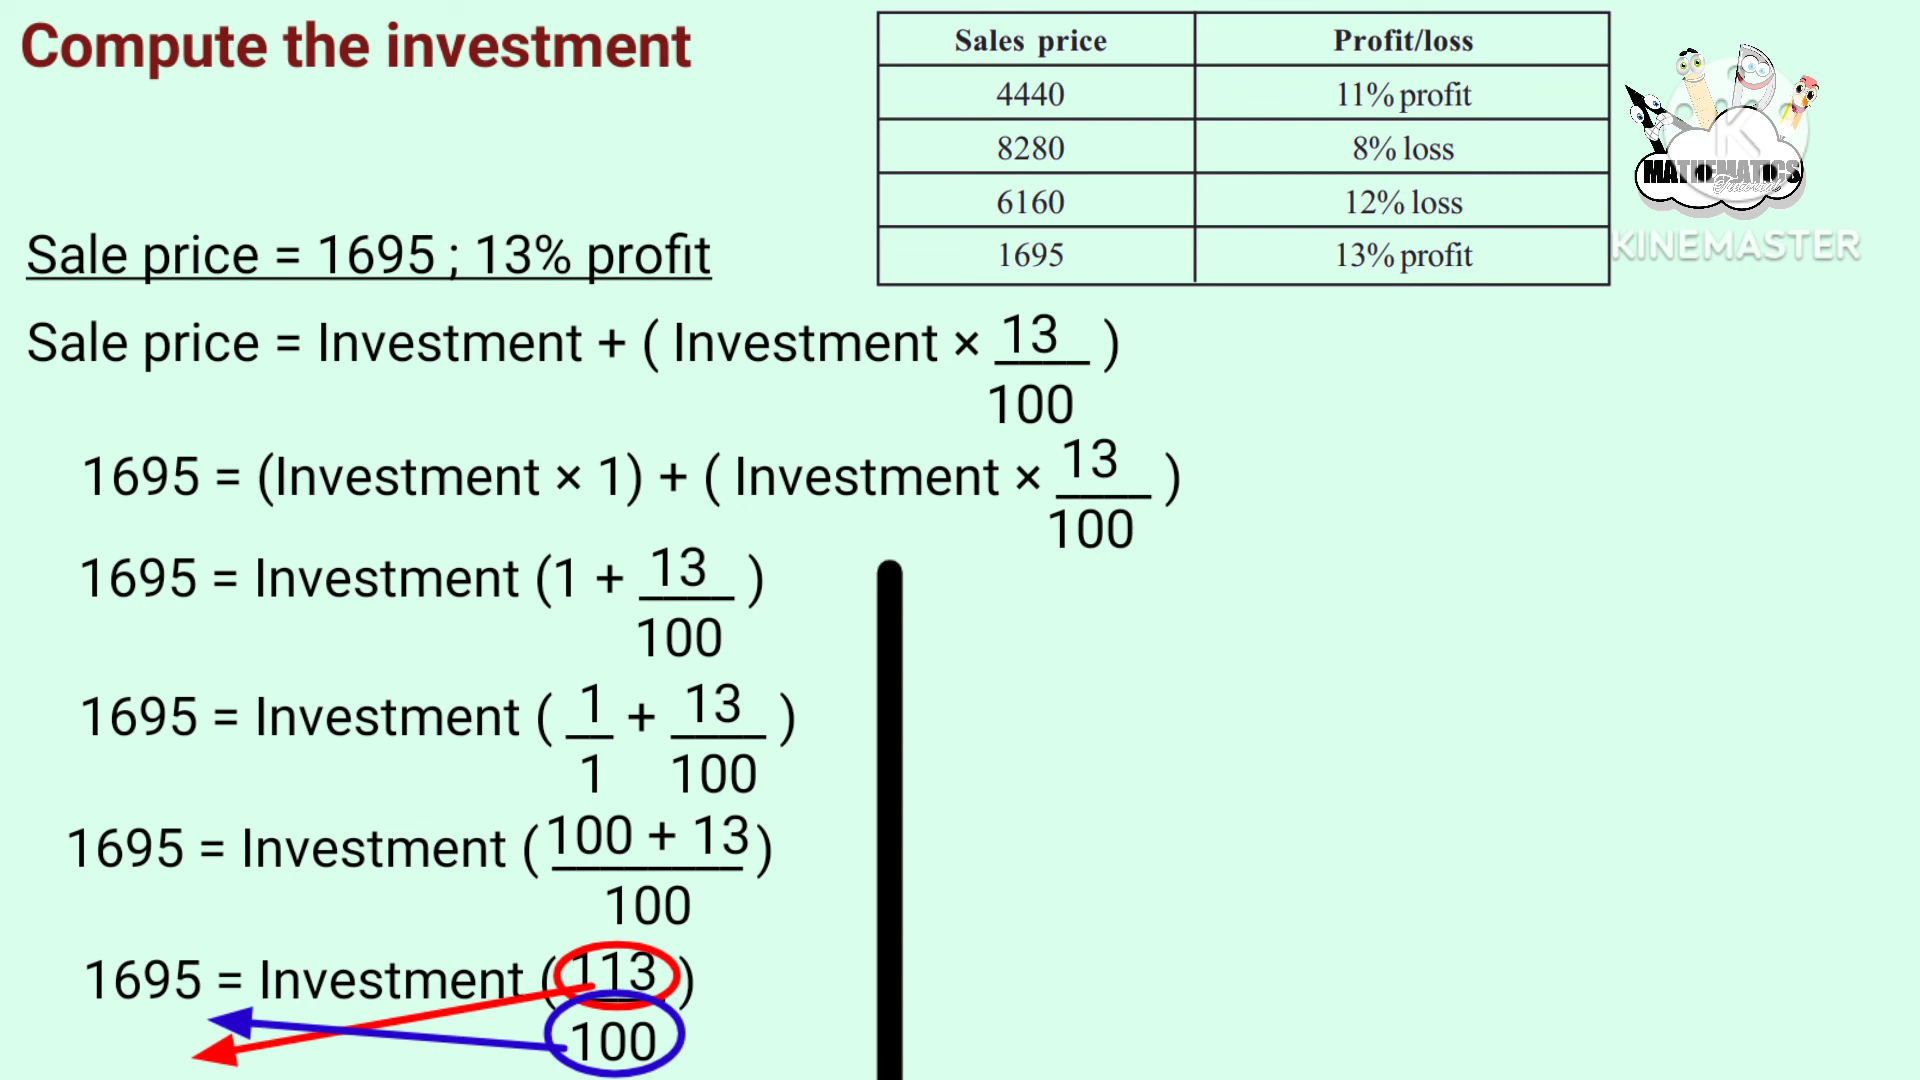 Compute the investment
Sales price Profit/loss
4440 11% profit
8280 8% loss
6160 12% loss
1695 13% profit
MATHEMATICS
Tutorial
KINEMASTER
Sale price = 1695 ; 13% profit
Sale price = Investment + ( Investment × 13/100 )
1695 = (Investment × 1) + ( Investment × 13/100 )
1695 = Investment (1 + 13/100 )
1695 = Investment ( 1/1 + 13/100 )
1695 = Investment ( 100 + 13/100 )
1695 = Investment ( 113/100 )